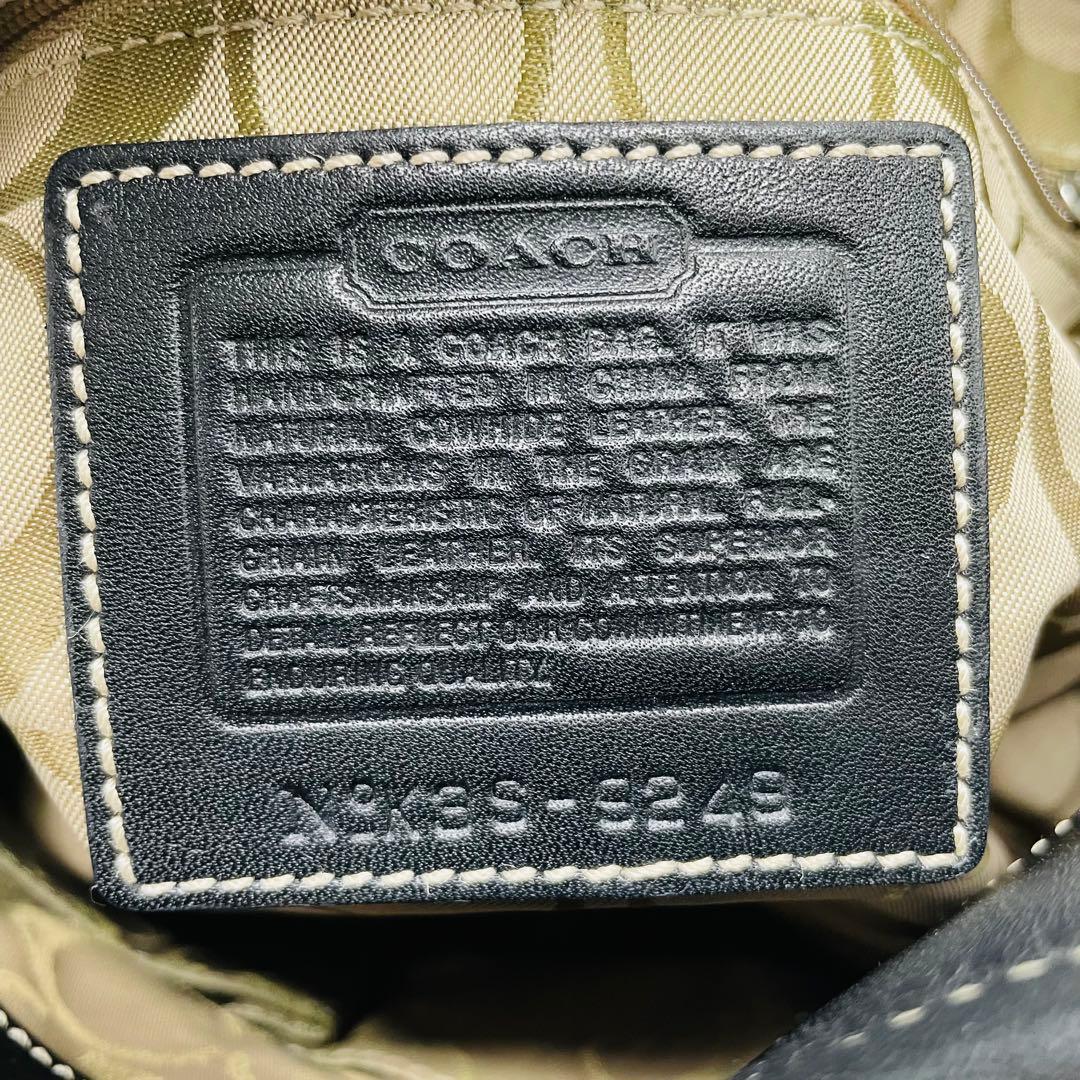 COACH
THIS IS A COACH BAG. IT WAS
HANDCRAFTED IN CHINA FROM
NATURAL COWHIDE LEATHER. THE
VARIATIONS IN THE GRAIN ARE
CHARACTERISTIC OF NATURAL FULL-
GRAIN LEATHER. ITS SUPERIOR
CRAFTSMANSHIP AND ATTENTION TO
DETAIL REFLECT OUR COMMITMENT TO
ENDURING QUALITY.